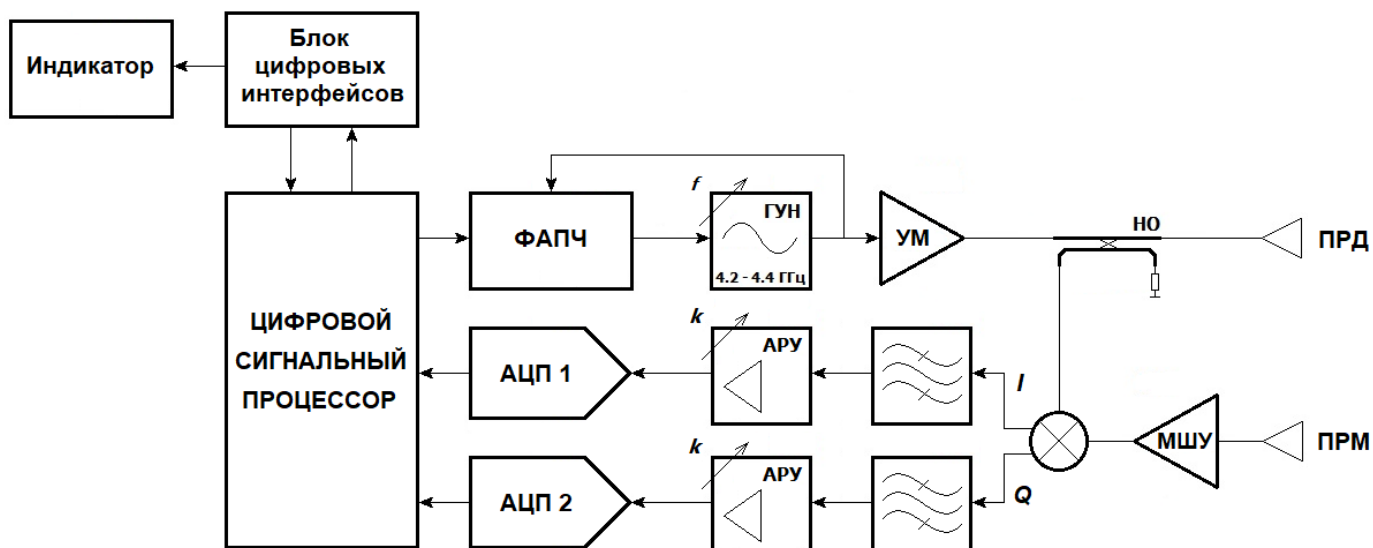 Индикатор
Блок
цифровых
интерфейсов
ЦИФРОВОЙ
СИГНАЛЬНЫЙ
ПРОЦЕССОР
ФАПЧ
f
ГУН
4.2 - 4.4 ГГц
УМ
НО
ПРД
АЦП 1
k
АРУ
I
МШУ
ПРМ
АЦП 2
k
АРУ
Q